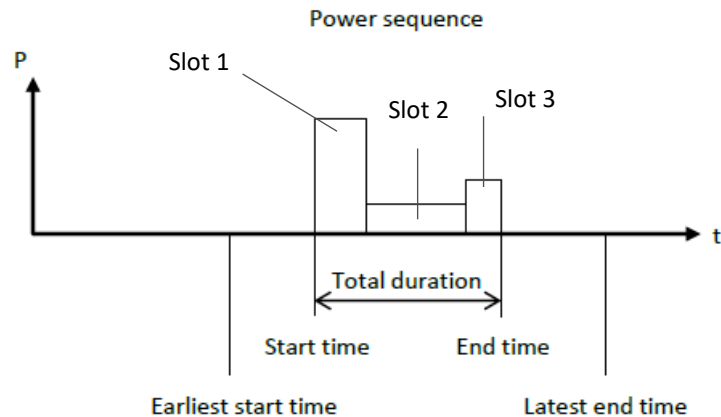 Power sequence
P
Slot 1
Slot 2
Slot 3
t
Total duration
Start time
End time
Earliest start time
Latest end time